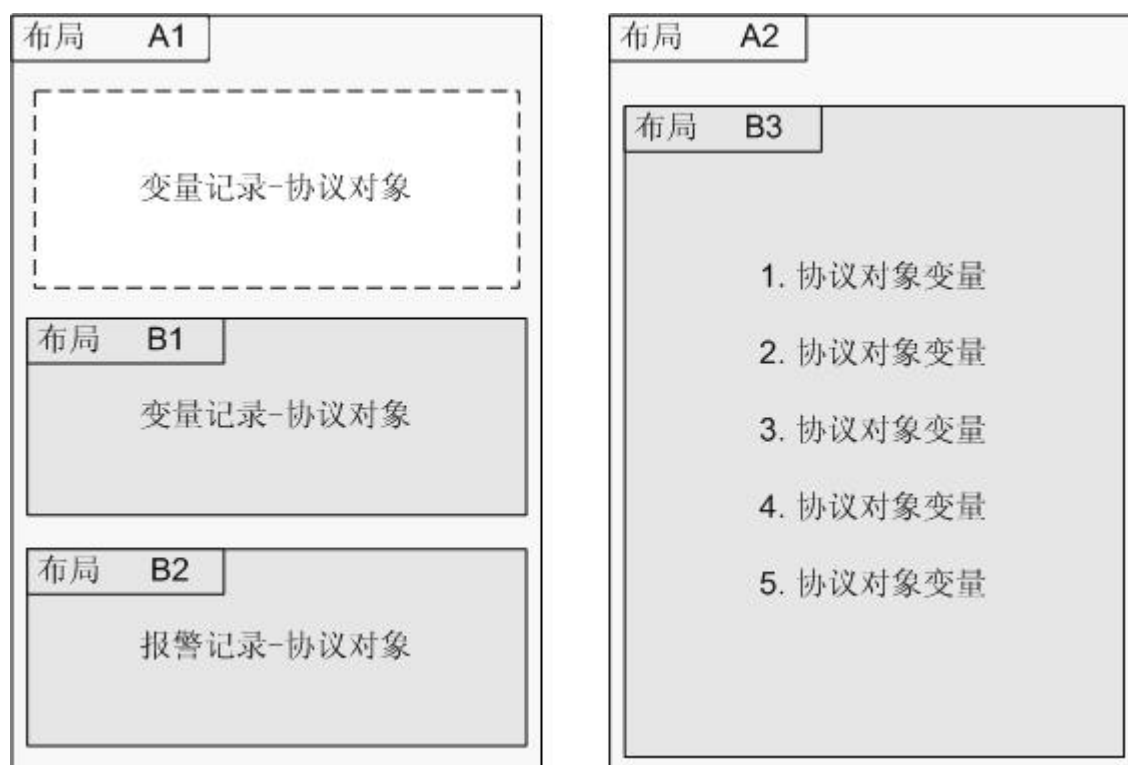 布局 A1
变量记录-协议对象
布局 B1
变量记录-协议对象
布局 B2
报警记录-协议对象
布局 A2
布局 B3
1. 协议对象变量
2. 协议对象变量
3. 协议对象变量
4. 协议对象变量
5. 协议对象变量